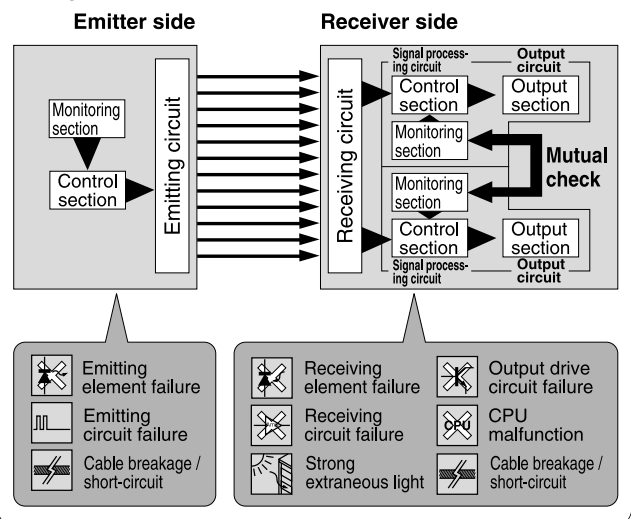 Emitter side
Receiver side
Monitoring
section
Control
section
Emitting circuit
Receiving circuit
Signal process-
ing circuit
Output
circuit
Control
section
Output
section
Monitoring
section
Mutual
check
Monitoring
section
Control
section
Output
section
Signal process-
ing circuit
Output
circuit
Emitting
element failure
Emitting
circuit failure
Cable breakage /
short-circuit
Receiving
element failure
Receiving
circuit failure
Strong
extraneous light
Output drive
circuit failure
CPU
CPU
malfunction
Cable breakage /
short-circuit